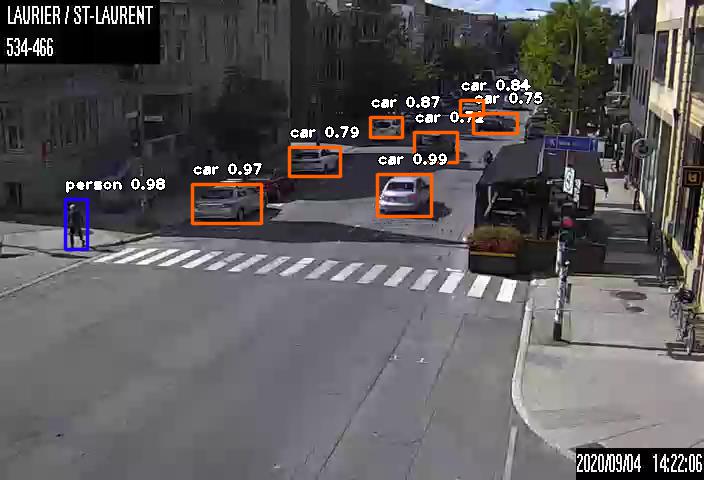 LAURIER / ST-LAURENT
534-466
car 0.84
car 0.75
car 0.87
car 0.72
car 0.79
car 0.99
car 0.97
person 0.98
2020/09/04 14:22:06